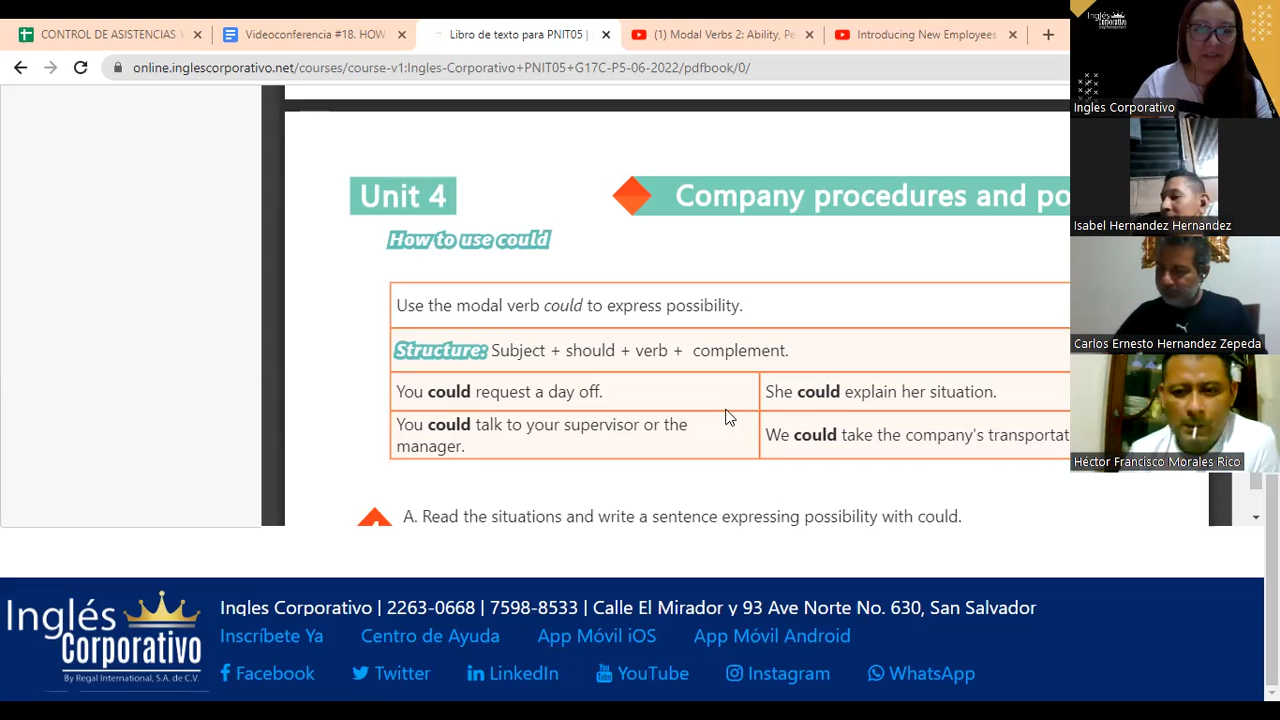 CONTROL DE ASISTENCIAS
Videoconferencia #18. HOW
Libro de texto para PNIT05 |
(1) Modal Verbs 2: Ability, Pe
Introducing New Employees
online.inglescorporativo.net/courses/course-v1:Ingles-Corporativo+PNIT05+G17C-P5-06-2022/pdfbook/0/
Unit 4
Company procedures and po
How to use could
Use the modal verb could to express possibility.
Structure: Subject + should + verb + complement.
You could request a day off.
She could explain her situation.
You could talk to your supervisor or the
manager.
We could take the company's transportat
A. Read the situations and write a sentence expressing possibility with could.
Ingles Corporativo
Isabel Hernandez Hernandez
Carlos Ernesto Hernandez Zepeda
Héctor Francisco Morales Rico
Inglés
Corporativo
By Regal International, S.A. de C.V.
Ingles Corporativo | 2263-0668 | 7598-8533 | Calle El Mirador y 93 Ave Norte No. 630, San Salvador
Inscríbete Ya
Centro de Ayuda
App Móvil iOS
App Móvil Android
Facebook
Twitter
LinkedIn
YouTube
Instagram
WhatsApp